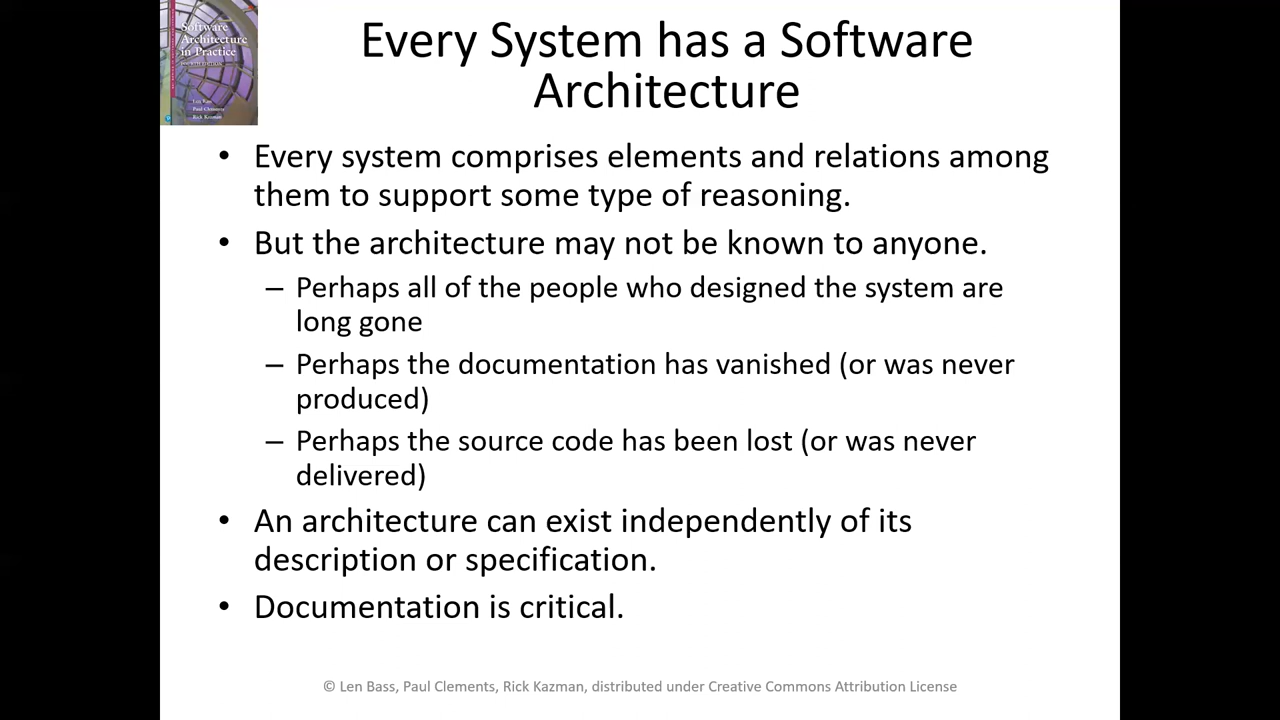 Software
Architecture
in Practice
FOURTH EDITION
Len Bass
Paul Clements
Rick Kazman
Every System has a Software
Architecture
• Every system comprises elements and relations among
them to support some type of reasoning.
• But the architecture may not be known to anyone.
– Perhaps all of the people who designed the system are
long gone
– Perhaps the documentation has vanished (or was never
produced)
– Perhaps the source code has been lost (or was never
delivered)
• An architecture can exist independently of its
description or specification.
• Documentation is critical.
© Len Bass, Paul Clements, Rick Kazman, distributed under Creative Commons Attribution License